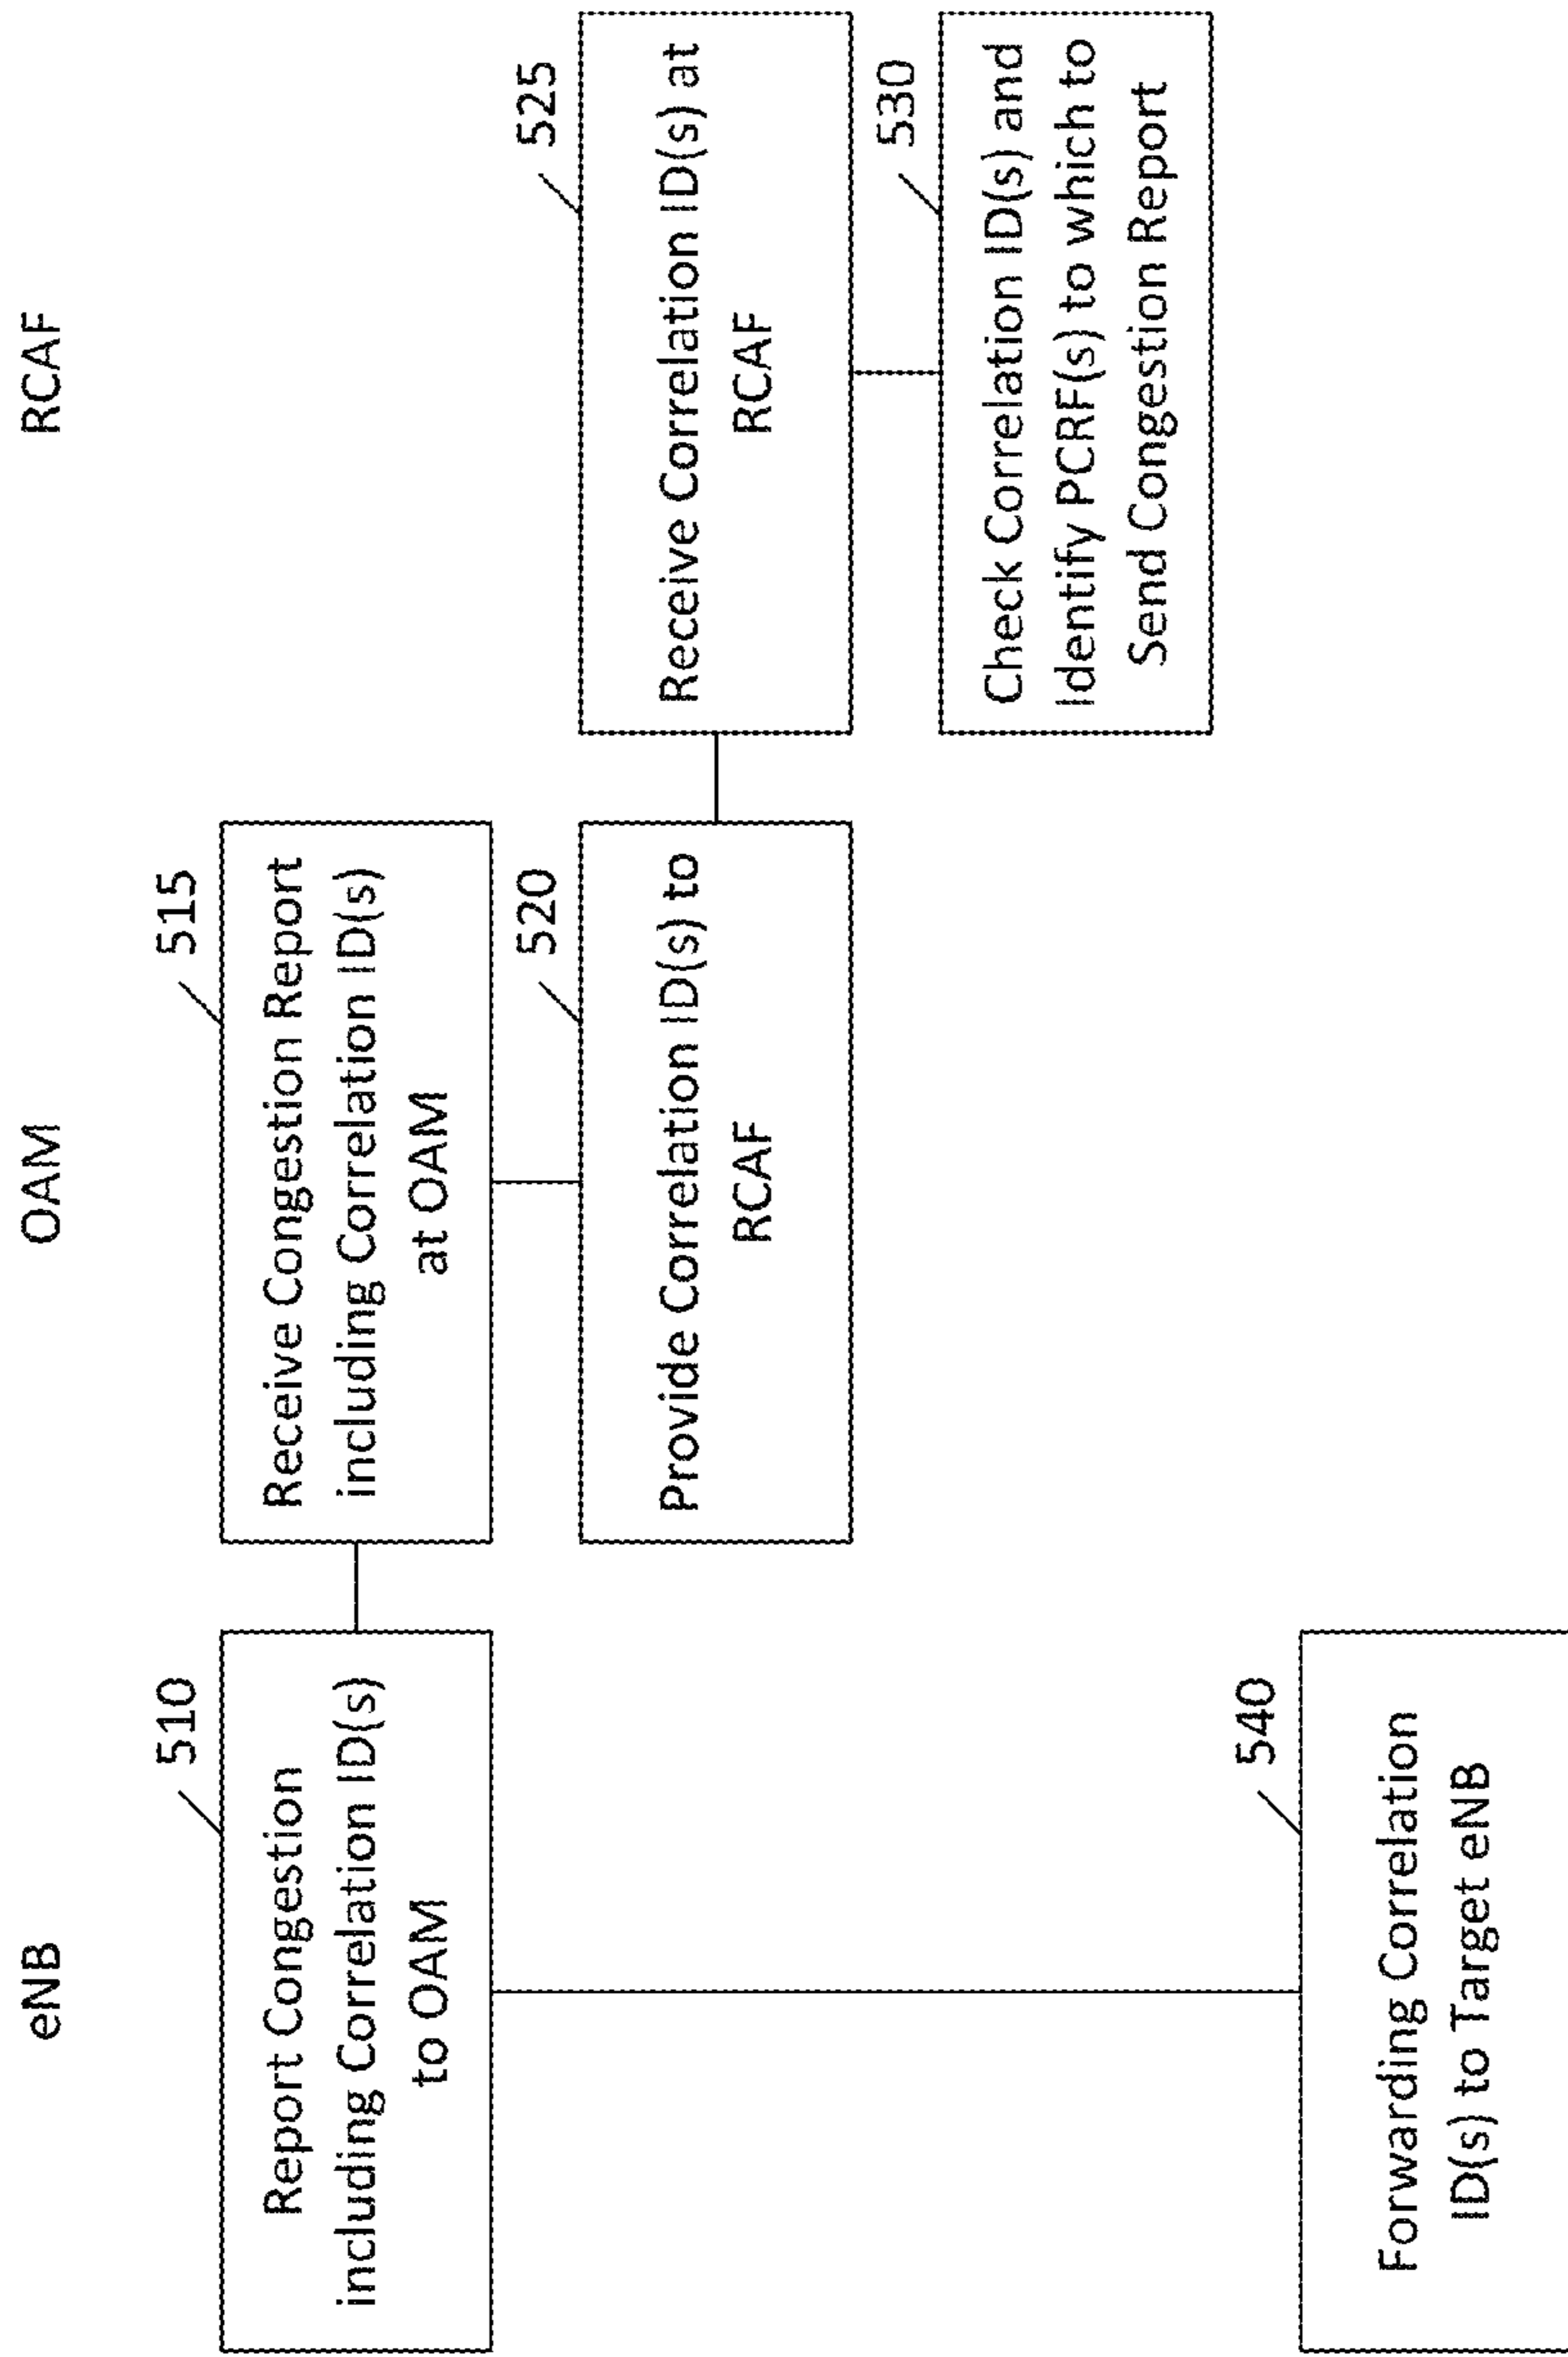 eNB
OAM
RCAF
510
Report Congestion
including Correlation ID(s)
to OAM
515
Receive Congestion Report
including Correlation ID(s)
at OAM
520
Provide Correlation ID(s) to
RCAF
525
Receive Correlation ID(s) at
RCAF
530
Check Correlation ID(s) and
Identify PCRF(s) to which to
Send Congestion Report
540
Forwarding Correlation
ID(s) to Target eNB